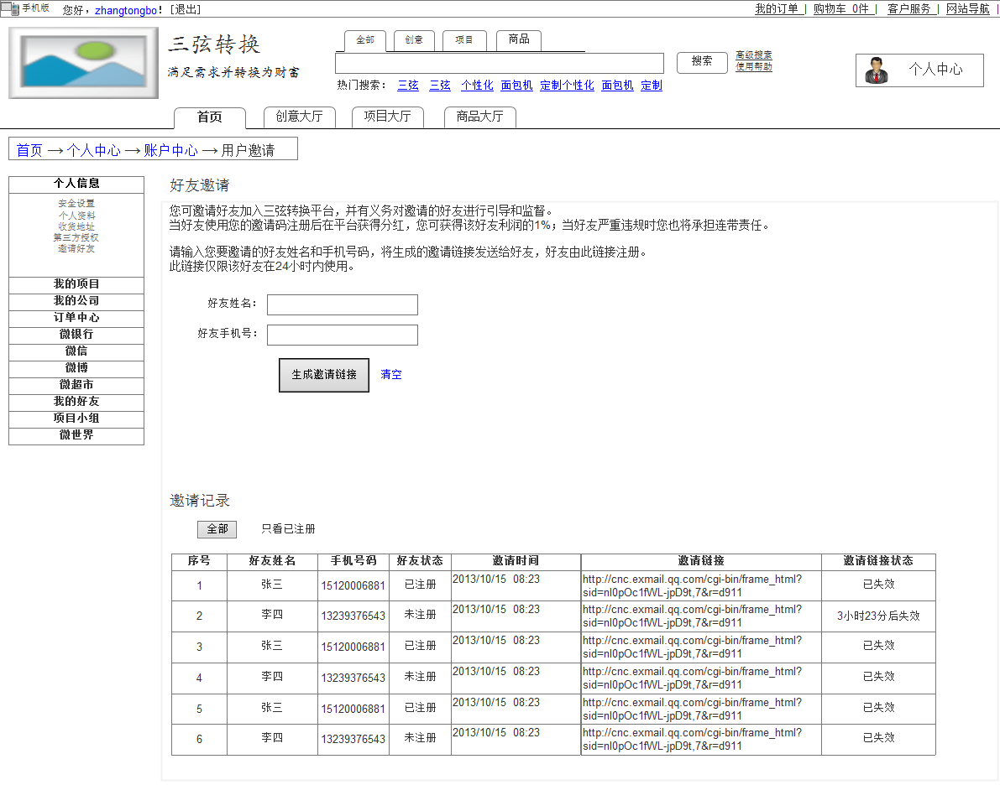 手机版 您好，zhangtongbo！[退出] 我的订单 | 购物车 0件 | 客户服务 | 网站导航 |
三弦转换
满足需求并转换为财富
全部 创意 项目 商品
搜索
高级搜索
使用帮助
个人中心
热门搜索： 三弦 三弦 个性化 面包机 定制个性化 面包机 定制
首页 创意大厅 项目大厅 商品大厅
首页 → 个人中心 → 账户中心 → 用户邀请
个人信息
安全设置
个人资料
收货地址
第三方授权
邀请好友
我的项目
我的公司
订单中心
微银行
微信
微博
微超市
我的好友
项目小组
微世界
好友邀请
您可邀请好友加入三弦转换平台，并有义务对邀请的好友进行引导和监督。
当好友使用您的邀请码注册后在平台获得分红，您可获得该好友利润的1%；当好友严重违规时您也将承担连带责任。
请输入您要邀请的好友姓名和手机号码，将生成的邀请链接发送给好友，好友由此链接注册。
此链接仅限该好友在24小时内使用。
好友姓名：
好友手机号：
生成邀请链接 清空
邀请记录
全部 只看已注册
序号 好友姓名 手机号码 好友状态 邀请时间 邀请链接 邀请链接状态
1 张三 15120006881 已注册 2013/10/15 08:23 http://cnc.exmail.qq.com/cgi-bin/frame_html?
sid=nI0pOc1fWL-jpD9t,7&r=d911 已失效
2 李四 13239376543 未注册 2013/10/15 08:23 http://cnc.exmail.qq.com/cgi-bin/frame_html?
sid=nI0pOc1fWL-jpD9t,7&r=d911 3小时23分后失效
3 张三 15120006881 已注册 2013/10/15 08:23 http://cnc.exmail.qq.com/cgi-bin/frame_html?
sid=nI0pOc1fWL-jpD9t,7&r=d911 已失效
4 李四 13239376543 未注册 2013/10/15 08:23 http://cnc.exmail.qq.com/cgi-bin/frame_html?
sid=nI0pOc1fWL-jpD9t,7&r=d911 已失效
5 张三 15120006881 已注册 2013/10/15 08:23 http://cnc.exmail.qq.com/cgi-bin/frame_html?
sid=nI0pOc1fWL-jpD9t,7&r=d911 已失效
6 李四 13239376543 未注册 2013/10/15 08:23 http://cnc.exmail.qq.com/cgi-bin/frame_html?
sid=nI0pOc1fWL-jpD9t,7&r=d911 已失效